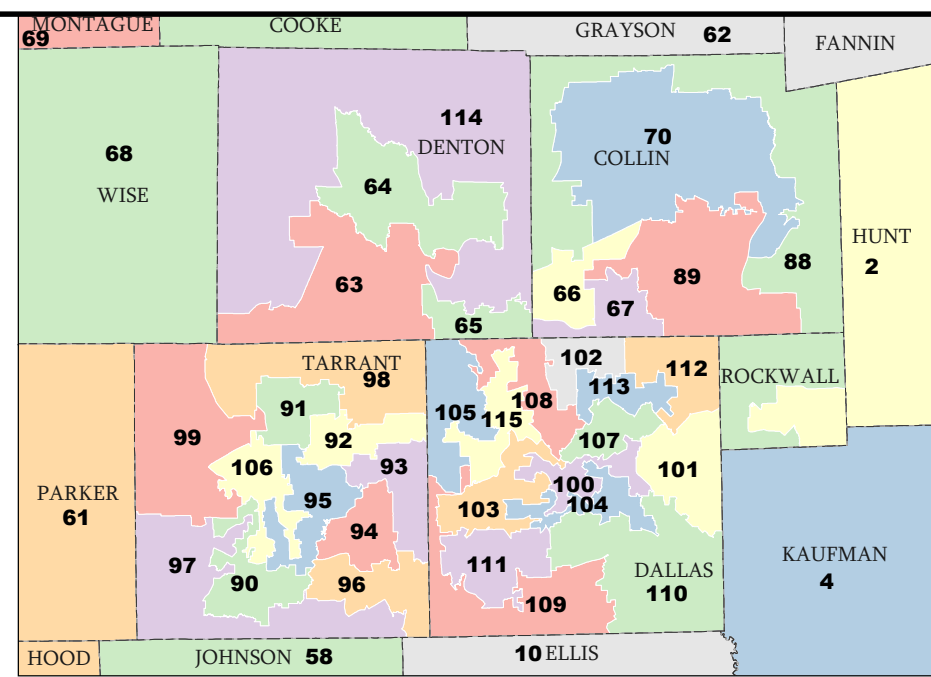 MONTAGUE
69
COOKE
GRAYSON 62
FANNIN
114
DENTON
70
COLLIN
68
WISE
64
HUNT
2
88
63
66
67
89
65
TARRANT
98
102
112
113
ROCKWALL
91
105
108
115
99
92
107
106
93
101
PARKER
61
95
100
103
104
94
KAUFMAN
4
97
90
96
111
DALLAS
110
109
HOOD
JOHNSON 58
10 ELLIS